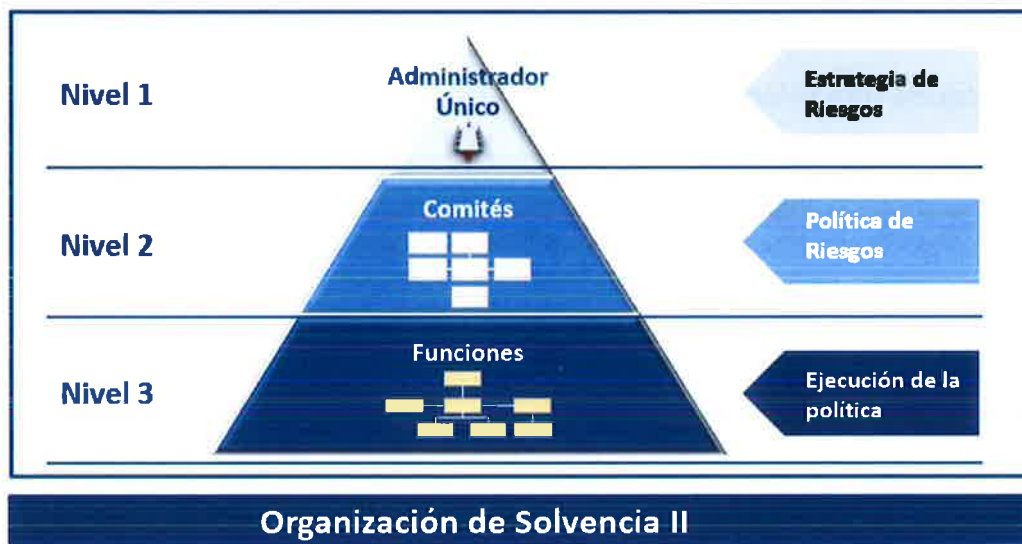 Nivel 1
Administrador
Único
Estrategia de
Riesgos
Nivel 2
Comités
Política de
Riesgos
Nivel 3
Funciones
Ejecución de la
política
Organización de Solvencia II